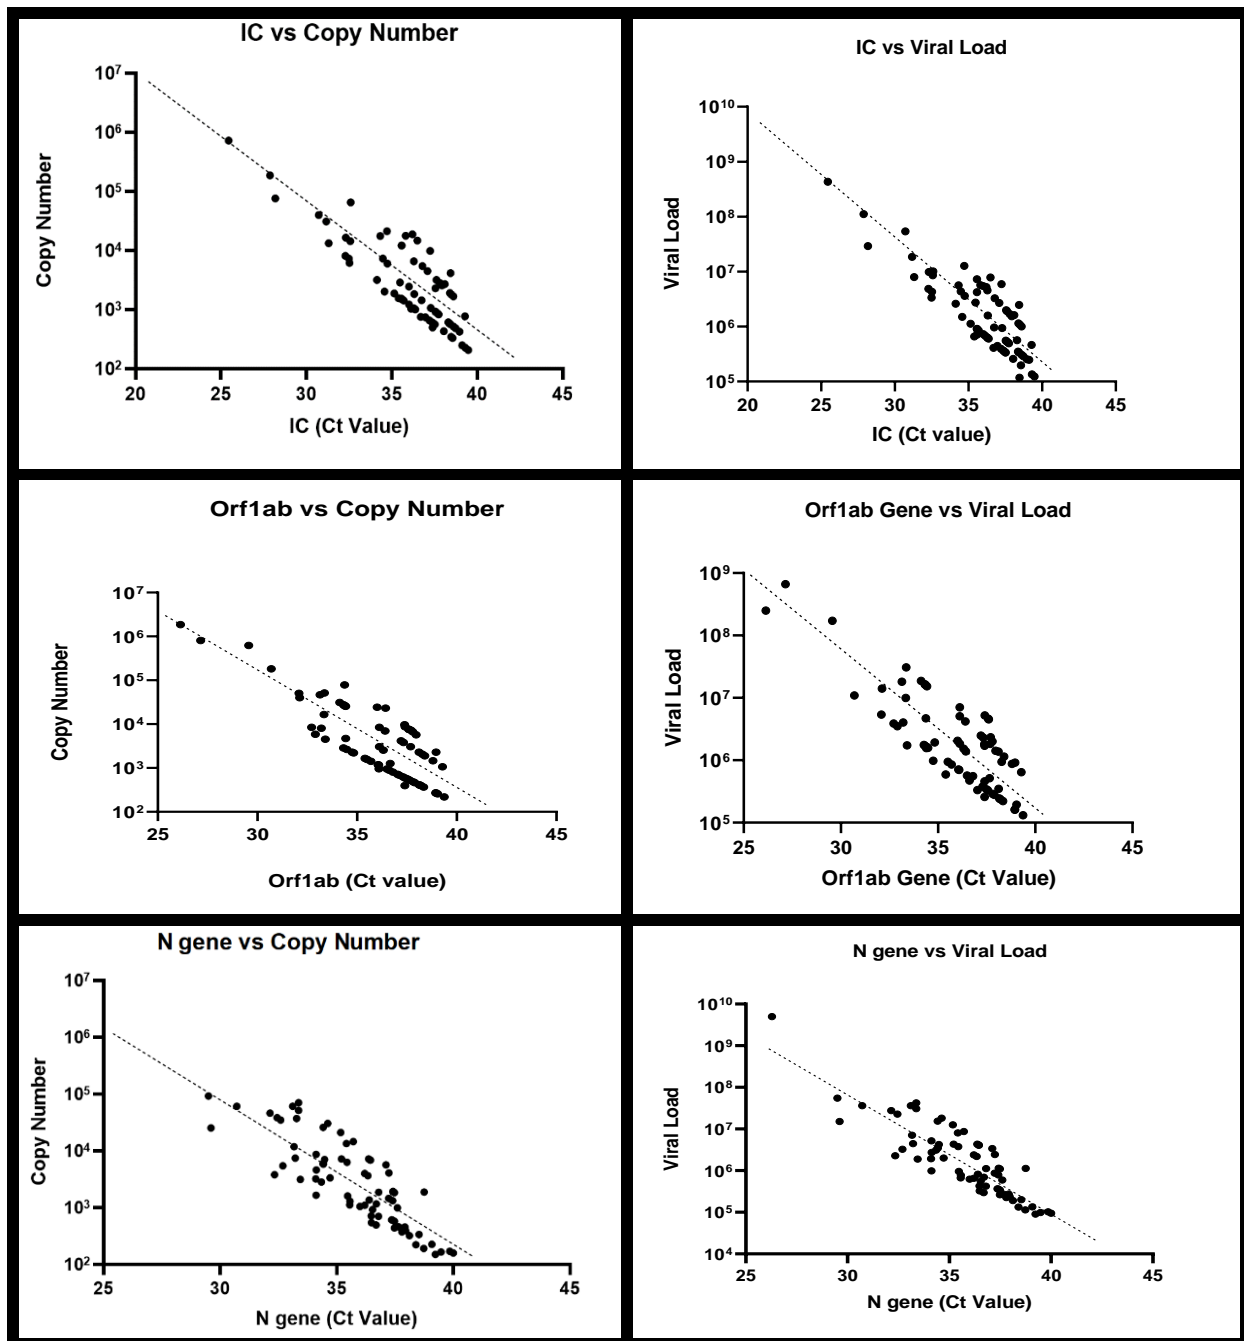 IC vs Copy Number
10⁷
10⁶
10⁵
10⁴
10³
10²
Copy Number
20 25 30 35 40 45
IC (Ct Value)
IC vs Viral Load
10¹⁰
10⁹
10⁸
10⁷
10⁶
10⁵
Viral Load
20 25 30 35 40 45
IC (Ct value)
Orf1ab vs Copy Number
10⁷
10⁶
10⁵
10⁴
10³
10²
Copy Number
25 30 35 40 45
Orf1ab (Ct value)
Orf1ab Gene vs Viral Load
10⁹
10⁸
10⁷
10⁶
10⁵
Viral Load
25 30 35 40 45
Orf1ab Gene (Ct Value)
N gene vs Copy Number
10⁷
10⁶
10⁵
10⁴
10³
10²
Copy Number
25 30 35 40 45
N gene (Ct Value)
N gene vs Viral Load
10¹⁰
10⁹
10⁸
10⁷
10⁶
10⁵
10⁴
Viral Load
25 30 35 40 45
N gene (Ct Value)